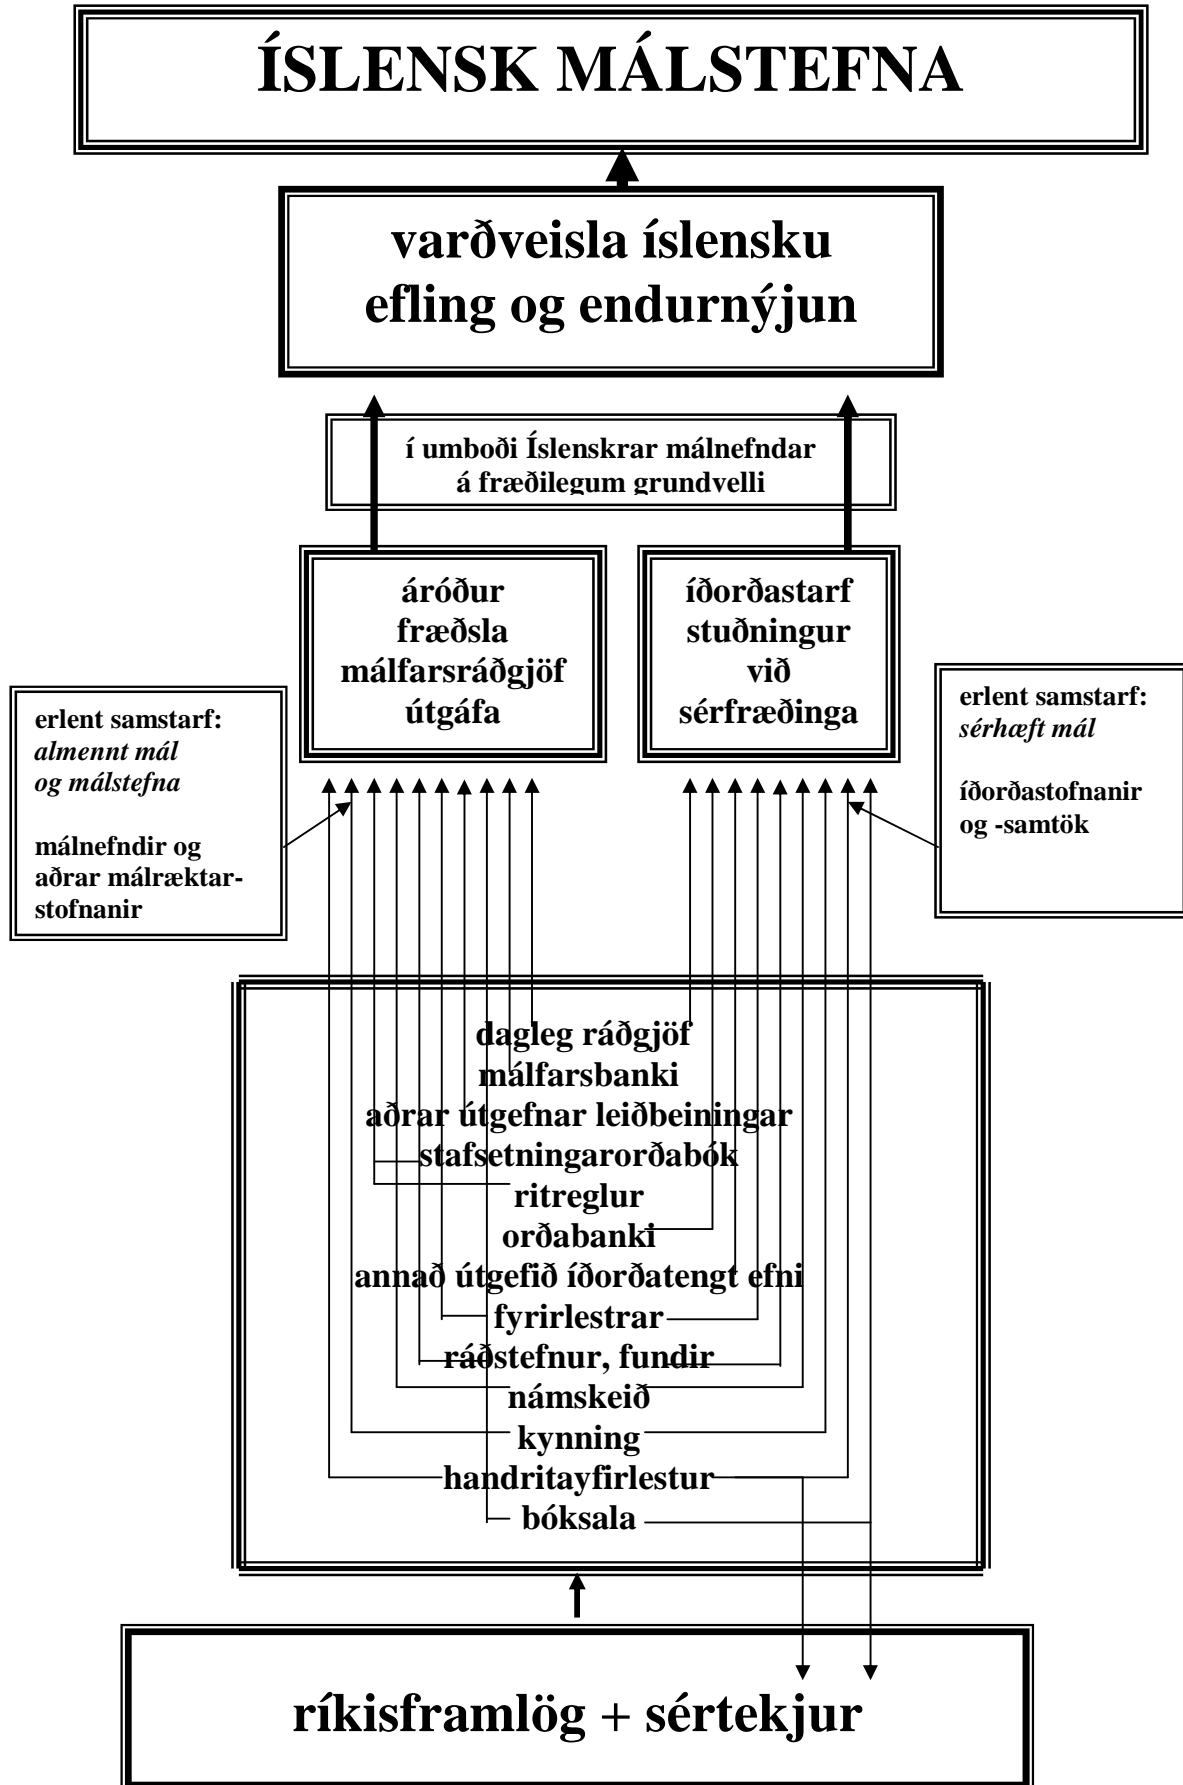 ÍSLENSK MÁLSTEFNA
varðveisla íslensku
efling og endurnýjun
í umboði Íslenskrar málnefndar
á fræðilegum grundvelli
áróður
fræðsla
málfarsráðgjöf
útgáfa
íðorðastarf
stuðningur
við
sérfræðinga
erlent samstarf:
almennt mál
og málstefna
málnefndir og
aðrar málræktar-
stofnanir
erlent samstarf:
sérhæft mál
íðorðastofnanir
og -samtök
dagleg ráðgjöf
málfarsbanki
aðrar útgefnar leiðbeiningar
stafsetningarorðabók
ritreglur
orðabanki
annað útgefið íðorðatengt efni
fyrirlestrar
ráðstefnur, fundir
námskeið
kynning
handritayfirlestur
bóksala
ríkisframlög + sértekjur